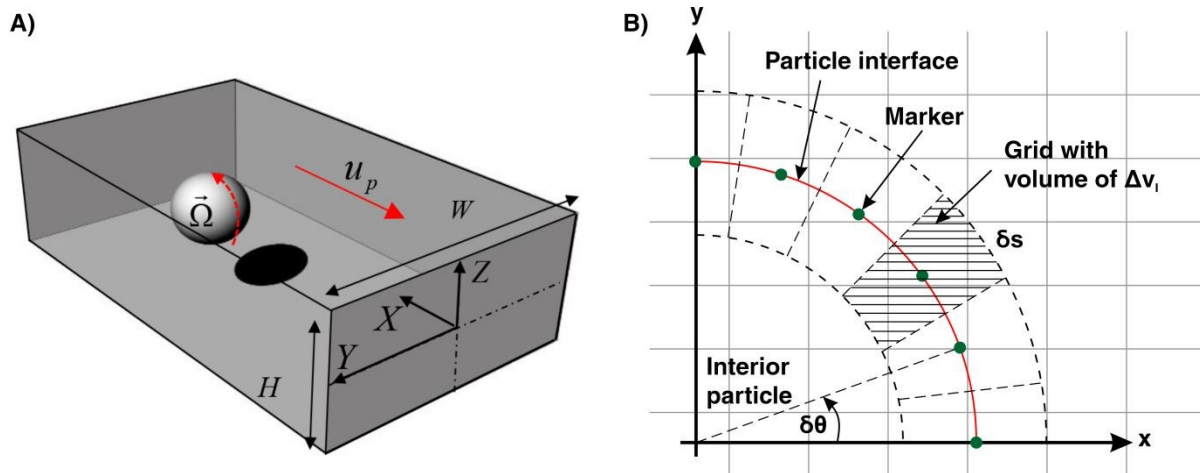 A)
u_p
W
Ω⃗
Z
X
Y
H
B)
y
Particle interface
Marker
Grid with
volume of Δv_l
δs
Interior
particle
δθ
x